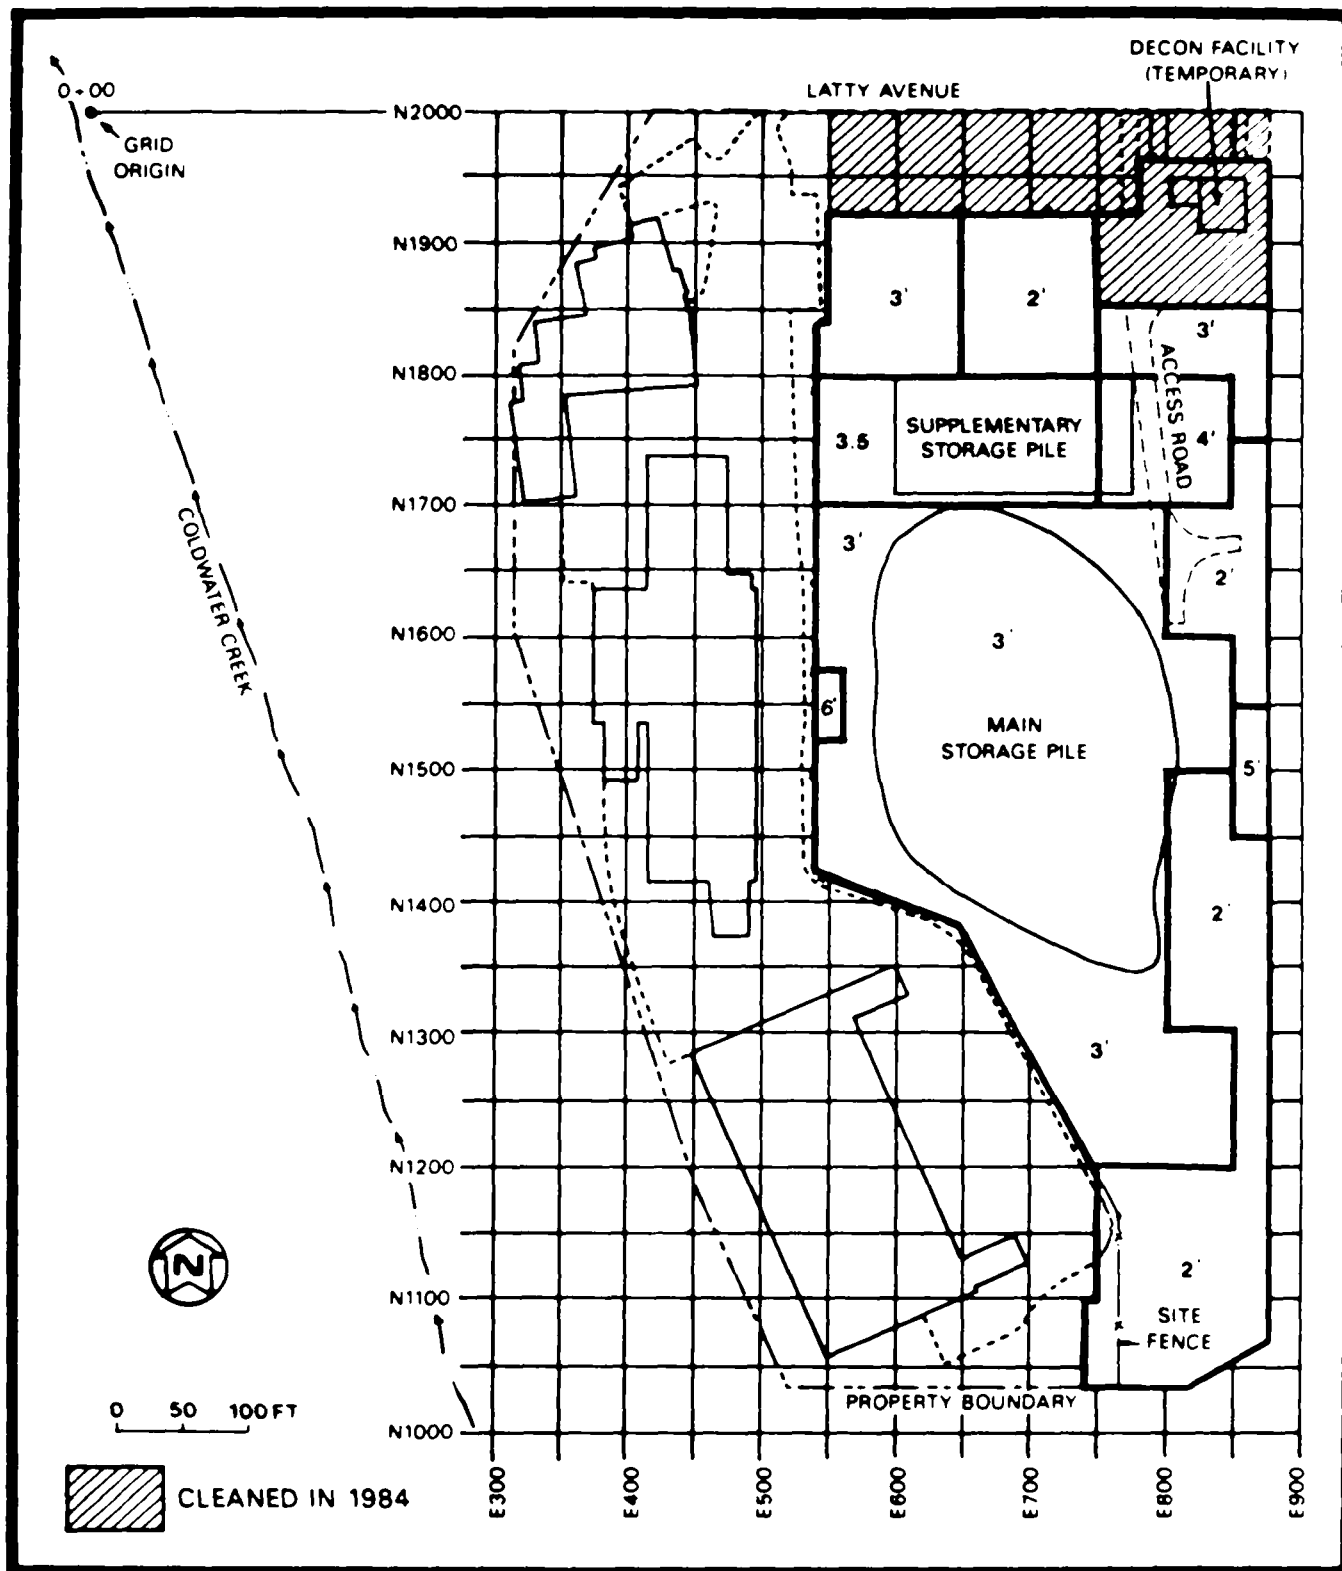 DECON FACILITY
(TEMPORARY)
LATTY AVENUE
0+00
GRID
ORIGIN
N2000
N1900
3'
2'
3'
ACCESS ROAD
N1800
3.5
SUPPLEMENTARY
STORAGE PILE
4'
N1700
3'
2'
COLDWATER CREEK
N1600
3'
6'
MAIN
STORAGE PILE
N1500
5'
N1400
2'
N1300
3'
N1200
2'
N
N1100
SITE
FENCE
PROPERTY BOUNDARY
0 50 100 FT
N1000
E300
E400
E500
E600
E700
E800
E900
CLEANED IN 1984